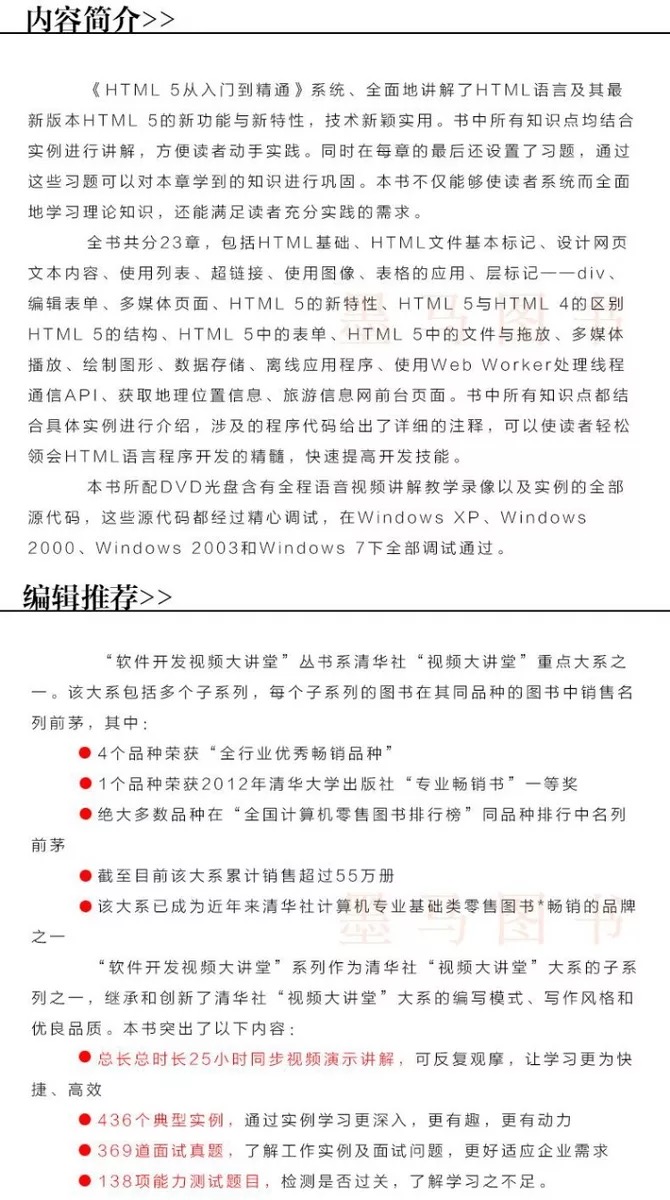 内容简介>>
《HTML 5从入门到精通》系统、全面地讲解了HTML语言及其最
新版本HTML 5的新功能与新特性，技术新颖实用。书中所有知识点均结合
实例进行讲解，方便读者动手实践。同时在每章的最后还设置了习题，通过
这些习题可以对本章学到的知识进行巩固。本书不仅能够使读者系统而全面
地学习理论知识，还能满足读者充分实践的需求。
全书共分23章，包括HTML基础、HTML文件基本标记、设计网页
文本内容、使用列表、超链接、使用图像、表格的应用、层标记——div、
编辑表单、多媒体页面、HTML 5的新特性、HTML 5与HTML 4的区别
HTML 5的结构、HTML 5中的表单、HTML 5中的文件与拖放、多媒体
播放、绘制图形、数据存储、离线应用程序、使用Web Worker处理线程
通信API、获取地理位置信息、旅游信息网前台页面。书中所有知识点都结
合具体实例进行介绍，涉及的程序代码给出了详细的注释，可以使读者轻松
领会HTML语言程序开发的精髓，快速提高开发技能。
本书所配DVD光盘含有全程语音视频讲解教学录像以及实例的全部
源代码，这些源代码都经过精心调试，在Windows XP、Windows
2000、Windows 2003和Windows 7下全部调试通过。
墨马图书
编辑推荐>>
“软件开发视频大讲堂”丛书系清华社“视频大讲堂”重点大系之
一。该大系包括多个子系列，每个子系列的图书在其同品种的图书中销售名
列前茅，其中：
●4个品种荣获“全行业优秀畅销品种”
●1个品种荣获2012年清华大学出版社“专业畅销书”一等奖
●绝大多数品种在“全国计算机零售图书排行榜”同品种排行中名列
前茅
●截至目前该大系累计销售超过55万册
●该大系已成为近年来清华社计算机专业基础类零售图书*畅销的品牌
之一
“软件开发视频大讲堂”系列作为清华社“视频大讲堂”大系的子系
列之一，继承和创新了清华社“视频大讲堂”大系的编写模式、写作风格和
优良品质。本书突出了以下内容：
●总长总时长25小时同步视频演示讲解，可反复观摩，让学习更为快
捷、高效
●436个典型实例，通过实例学习更深入，更有趣，更有动力
●369道面试真题，了解工作实例及面试问题，更好适应企业需求
●138项能力测试题目，检测是否过关，了解学习之不足。
墨马图书